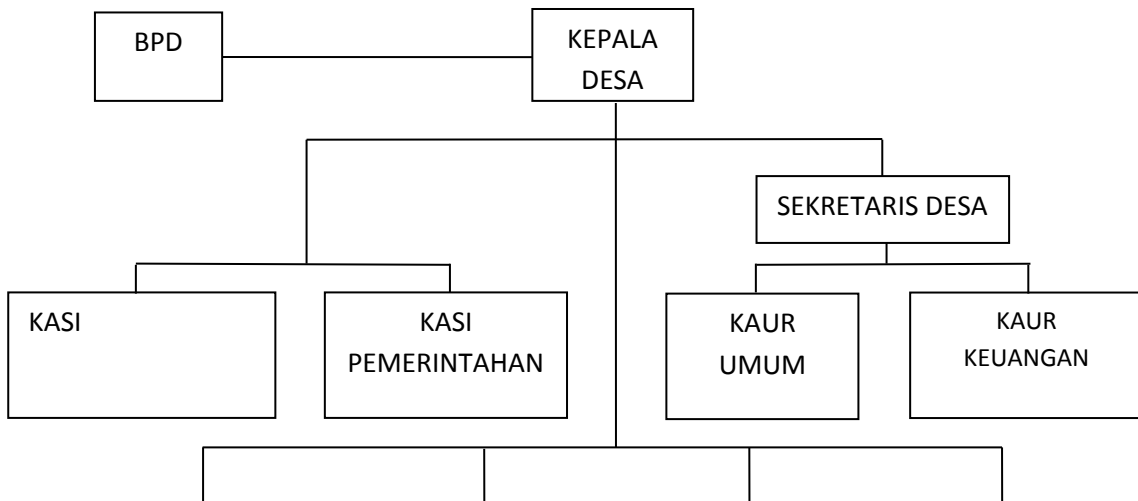 BPD
KEPALA
DESA
SEKRETARIS DESA
KASI
KASI
PEMERINTAHAN
KAUR
UMUM
KAUR
KEUANGAN